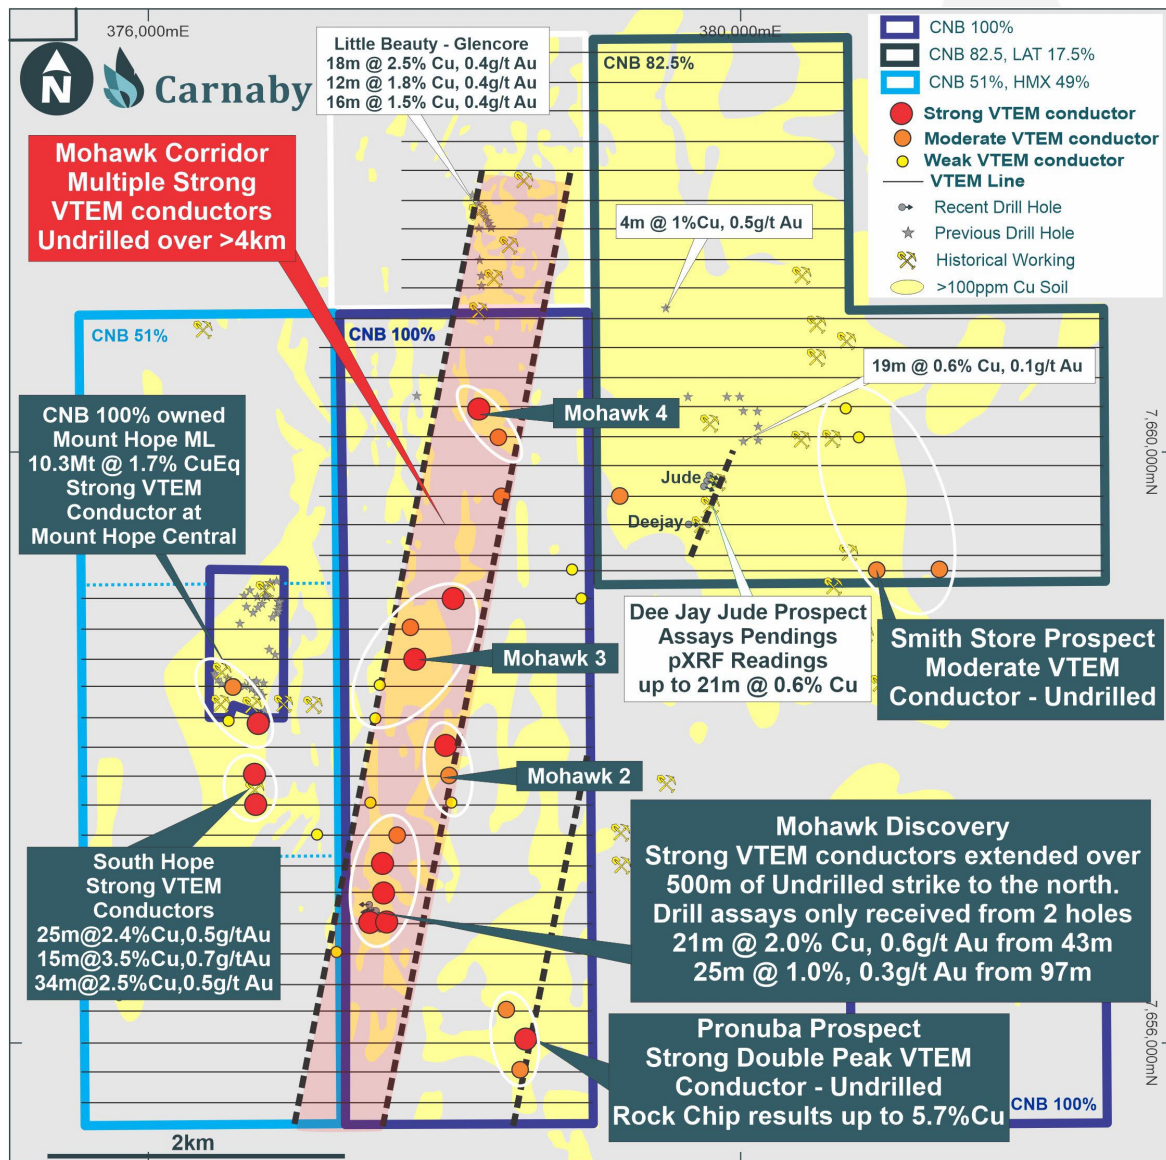 376,000mE
380,000mE
N
Carnaby
Little Beauty - Glencore
18m @ 2.5% Cu, 0.4g/t Au
12m @ 1.8% Cu, 0.4g/t Au
16m @ 1.5% Cu, 0.4g/t Au
CNB 82.5%
CNB 100%
CNB 82.5, LAT 17.5%
CNB 51%, HMX 49%
Strong VTEM conductor
Moderate VTEM conductor
Weak VTEM conductor
VTEM Line
Recent Drill Hole
Previous Drill Hole
Historical Working
>100ppm Cu Soil
Mohawk Corridor
Multiple Strong
VTEM conductors
Undrilled over >4km
4m @ 1%Cu, 0.5g/t Au
CNB 51%
CNB 100%
19m @ 0.6% Cu, 0.1g/t Au
CNB 100% owned
Mount Hope ML
10.3Mt @ 1.7% CuEq
Strong VTEM
Conductor at
Mount Hope Central
Mohawk 4
7,660,000mN
Jude
Deejay
Dee Jay Jude Prospect
Assays Pendings
pXRF Readings
up to 21m @ 0.6% Cu
Smith Store Prospect
Moderate VTEM
Conductor - Undrilled
Mohawk 3
Mohawk 2
South Hope
Strong VTEM
Conductors
25m@2.4%Cu,0.5g/tAu
15m@3.5%Cu,0.7g/tAu
34m@2.5%Cu,0.5g/t Au
Mohawk Discovery
Strong VTEM conductors extended over
500m of Undrilled strike to the north.
Drill assays only received from 2 holes
21m @ 2.0% Cu, 0.6g/t Au from 43m
25m @ 1.0%, 0.3g/t Au from 97m
7,656,000mN
Pronuba Prospect
Strong Double Peak VTEM
Conductor - Undrilled
Rock Chip results up to 5.7%Cu
CNB 100%
2km